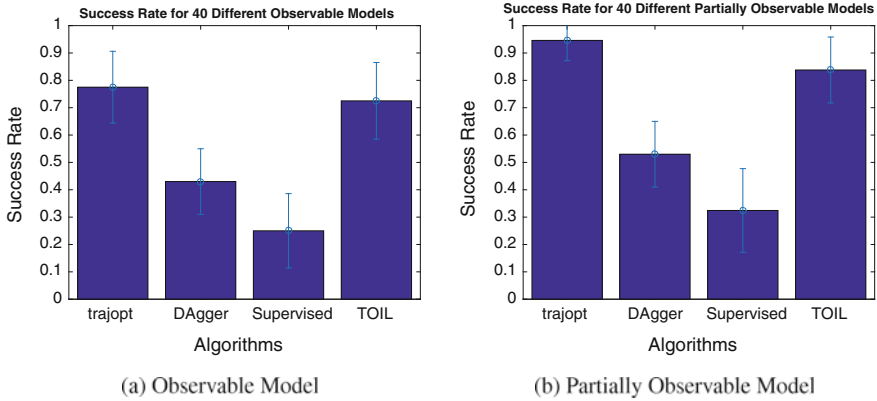 Success Rate for 40 Different Observable Models
1
0.9
0.8
0.7
0.6
0.5
0.4
0.3
0.2
0.1
0
Success Rate
trajopt DAgger Supervised TOIL
Algorithms
(a) Observable Model
Success Rate for 40 Different Partially Observable Models
1
0.9
0.8
0.7
0.6
0.5
0.4
0.3
0.2
0.1
0
Success Rate
trajopt DAgger Supervised TOIL
Algorithms
(b) Partially Observable Model